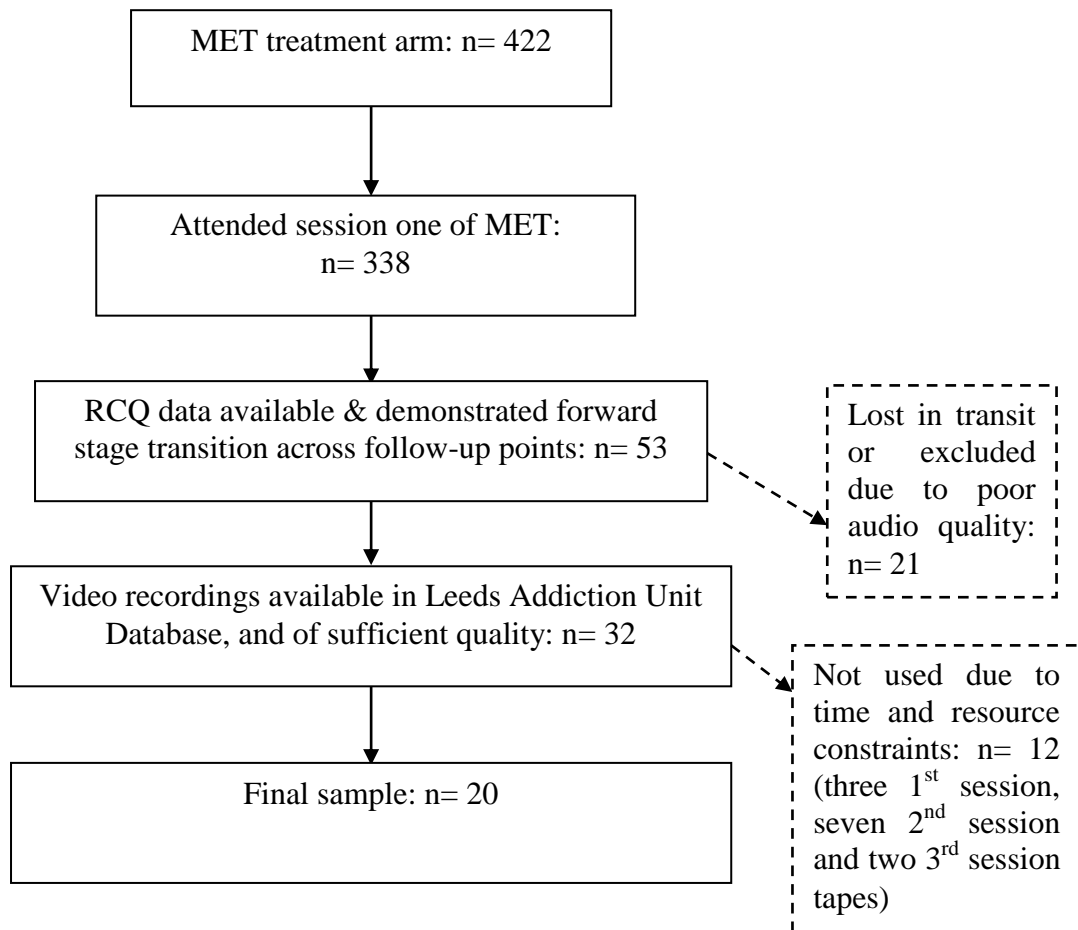 MET treatment arm: n= 422
Attended session one of MET:
n= 338
RCQ data available & demonstrated forward
stage transition across follow-up points: n= 53
Lost in transit
or excluded
due to poor
audio quality:
n= 21
Video recordings available in Leeds Addiction Unit
Database, and of sufficient quality: n= 32
Not used due to
time and resource
constraints: n= 12
(three 1st session,
seven 2nd session
and two 3rd session
tapes)
Final sample: n= 20